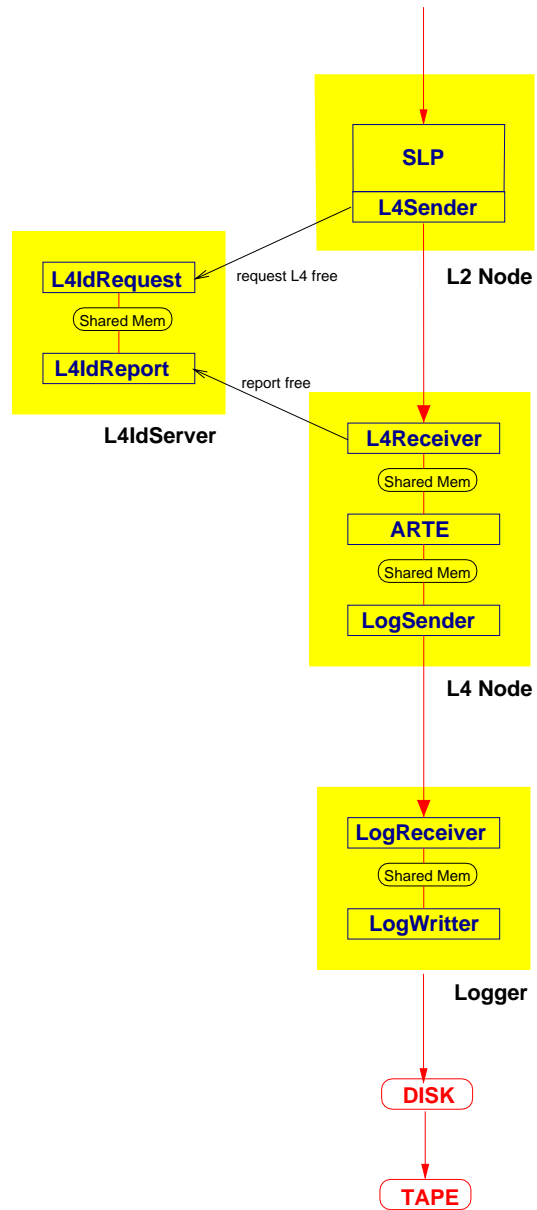 SLP
L4Sender
L2 Node
request L4 free
L4IdRequest
Shared Mem
L4IdReport
L4IdServer
report free
L4Receiver
Shared Mem
ARTE
Shared Mem
LogSender
L4 Node
LogReceiver
Shared Mem
LogWritter
Logger
DISK
TAPE